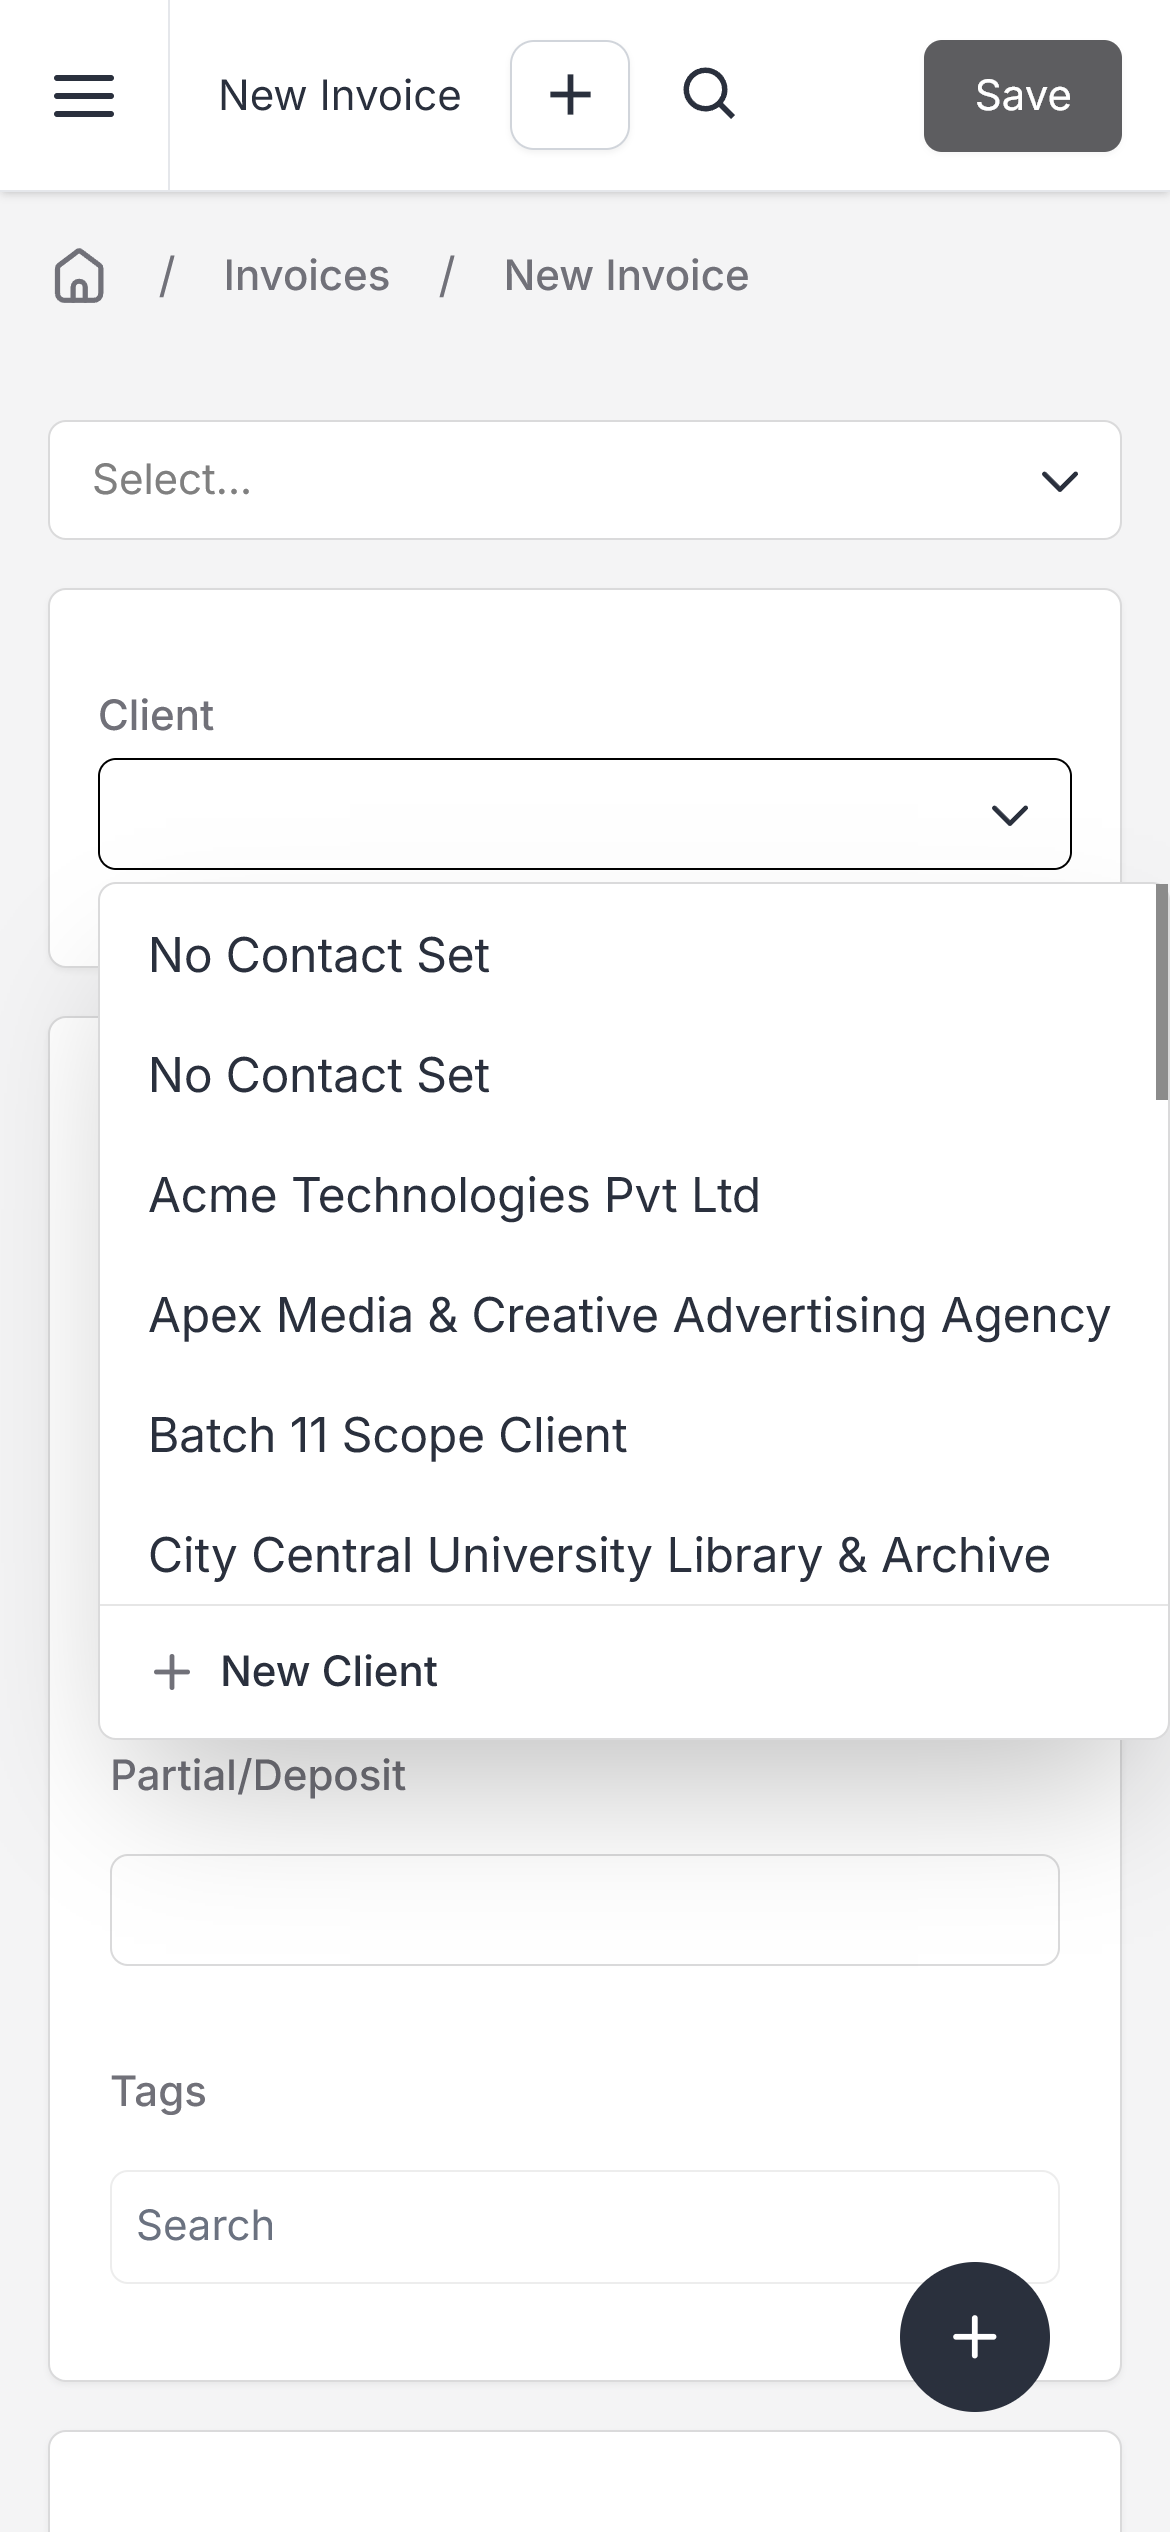 New Invoice
Save
/ Invoices / New Invoice
Select...
Client
No Contact Set
No Contact Set
Acme Technologies Pvt Ltd
Apex Media & Creative Advertising Agency
Batch 11 Scope Client
City Central University Library & Archive
New Client
Partial/Deposit
Tags
Search